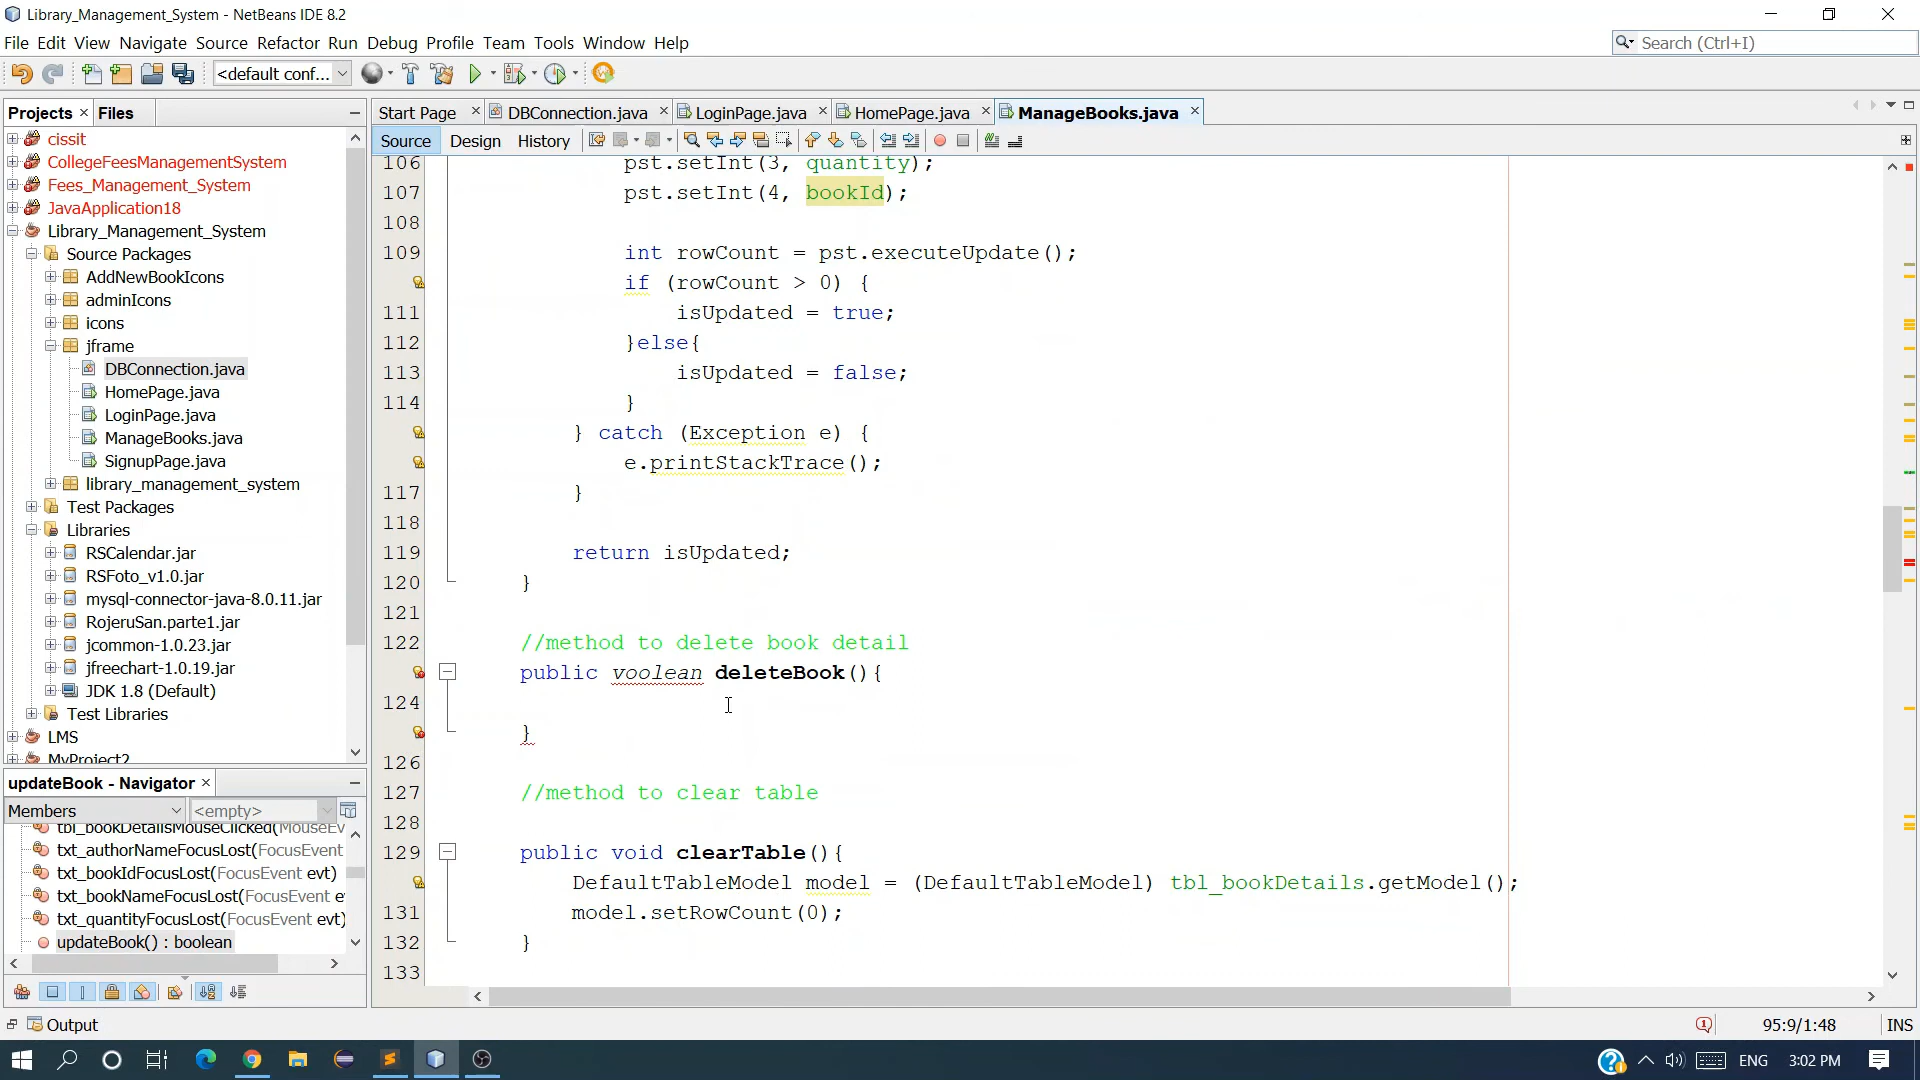 Library_Management_System - NetBeans IDE 8.2
File Edit View Navigate Source Refactor Run Debug Profile Team Tools Window Help
Search (Ctrl+I)
<default conf...
Projects Files
Start Page DBConnection.java LoginPage.java HomePage.java ManageBooks.java
Source Design History
cissit
CollegeFeesManagementSystem
Fees_Management_System
JavaApplication18
Library_Management_System
Source Packages
AddNewBookIcons
adminIcons
icons
jframe
DBConnection.java
HomePage.java
LoginPage.java
ManageBooks.java
SignupPage.java
library_management_system
Test Packages
Libraries
RSCalendar.jar
RSFoto_v1.0.jar
mysql-connector-java-8.0.11.jar
RojeruSan.parte1.jar
jcommon-1.0.23.jar
jfreechart-1.0.19.jar
JDK 1.8 (Default)
Test Libraries
LMS
MyProject2
updateBook - Navigator
Members <empty>
tbl_bookDetailsMouseClicked(MouseEv
txt_authorNameFocusLost(FocusEvent
txt_bookIdFocusLost(FocusEvent evt)
txt_bookNameFocusLost(FocusEvent e
txt_quantityFocusLost(FocusEvent evt)
updateBook() : boolean
106 pst.setInt(3, quantity);
107 pst.setInt(4, bookId);
108
109 int rowCount = pst.executeUpdate();
if (rowCount > 0) {
111 isUpdated = true;
112 }else{
113 isUpdated = false;
114 }
} catch (Exception e) {
e.printStackTrace();
117 }
118
119 return isUpdated;
120 }
121
122 //method to delete book detail
public voolean deleteBook(){
124
}
126
127 //method to clear table
128
129 public void clearTable(){
DefaultTableModel model = (DefaultTableModel) tbl_bookDetails.getModel();
131 model.setRowCount(0);
132 }
133
Output
95:9/1:48 INS
ENG 3:02 PM